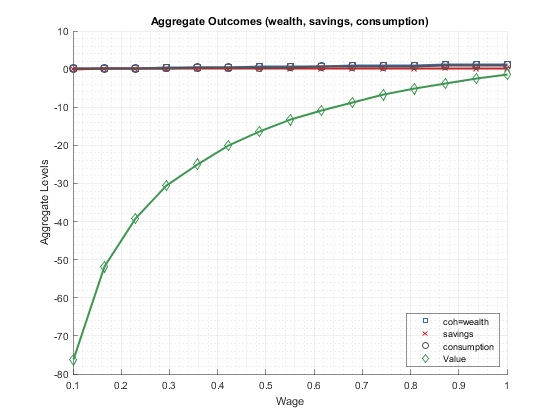 Aggregate Outcomes (wealth, savings, consumption)
10
0
-10
-20
-30
-40
-50
-60
-70
-80
Aggregate Levels
0.1
0.2
0.3
0.4
0.5
0.6
0.7
0.8
0.9
1
Wage
coh=wealth
savings
consumption
Value